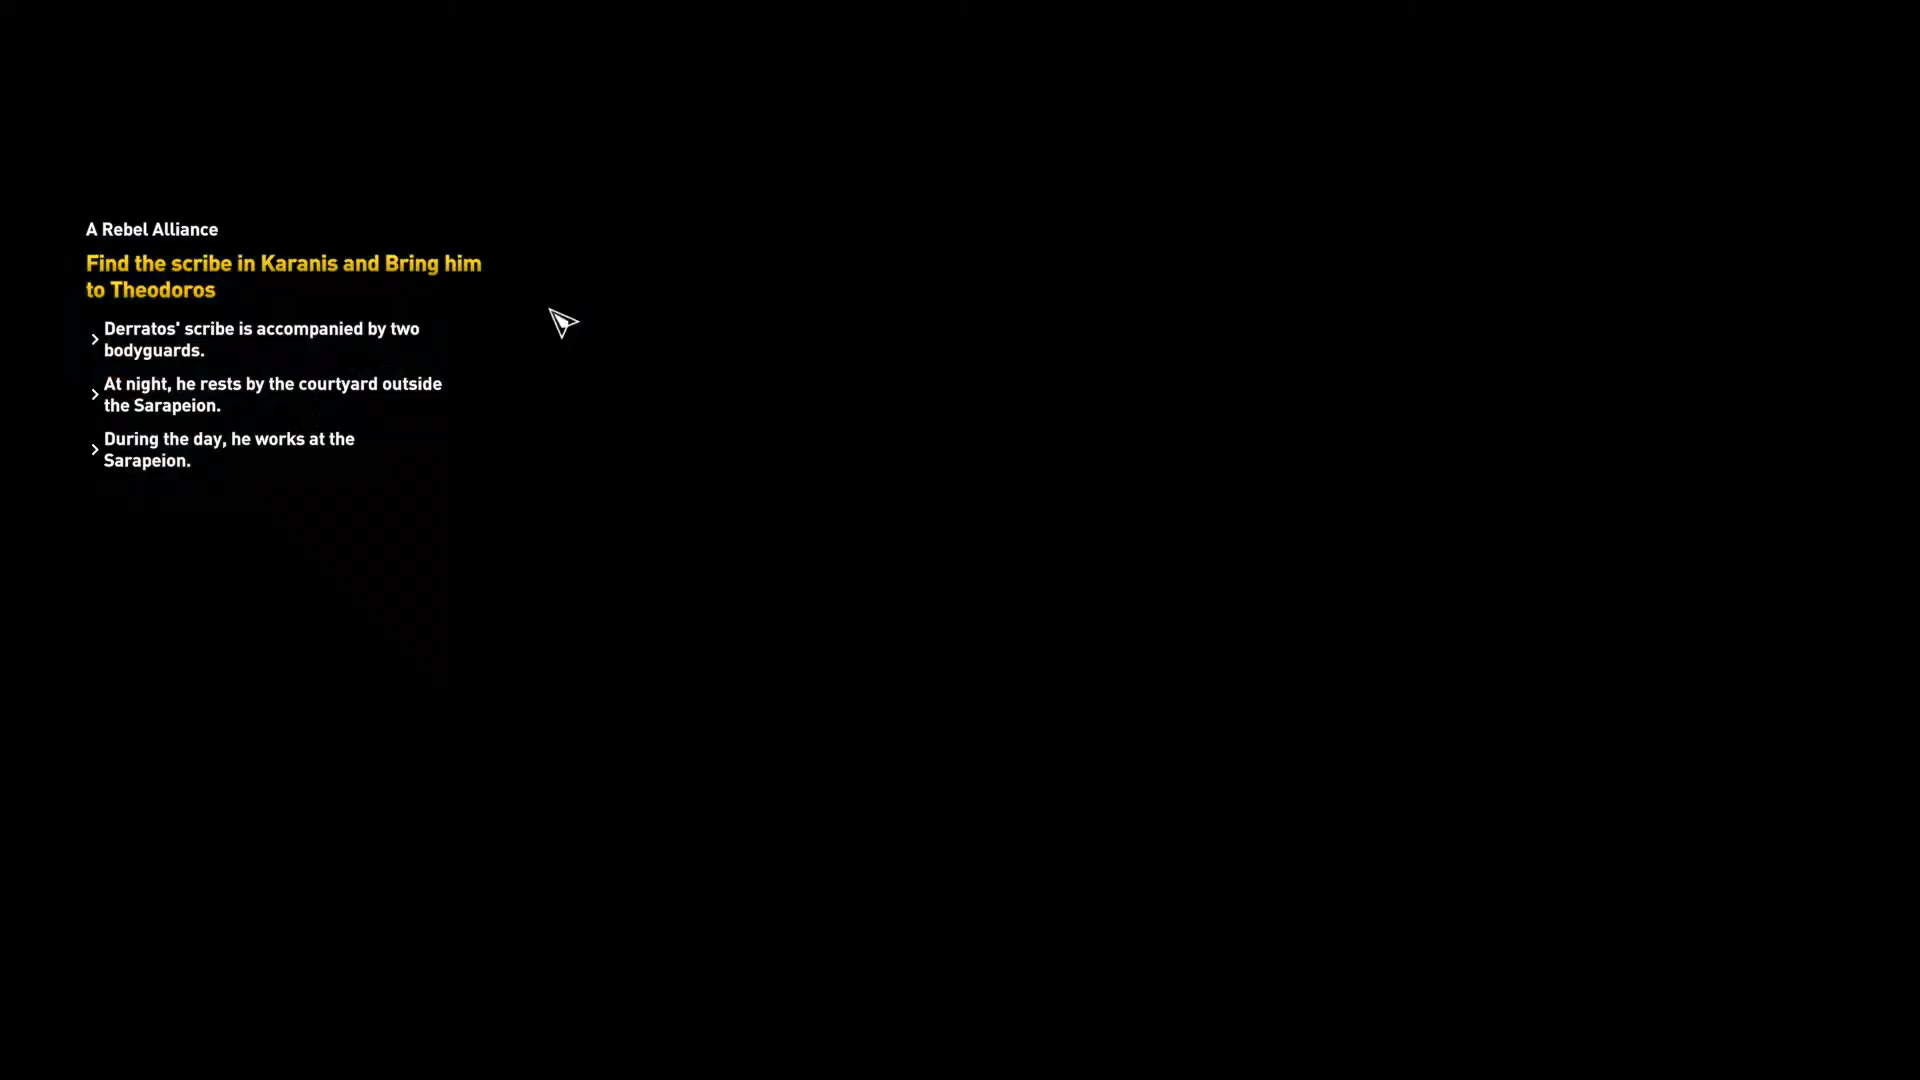 A Rebel Alliance
Find the scribe in Karanis and Bring him
to Theodoros
Derratos' scribe is accompanied by two
bodyguards.
At night, he rests by the courtyard outside
the Sarapeion.
During the day, he works at the
Sarapeion.